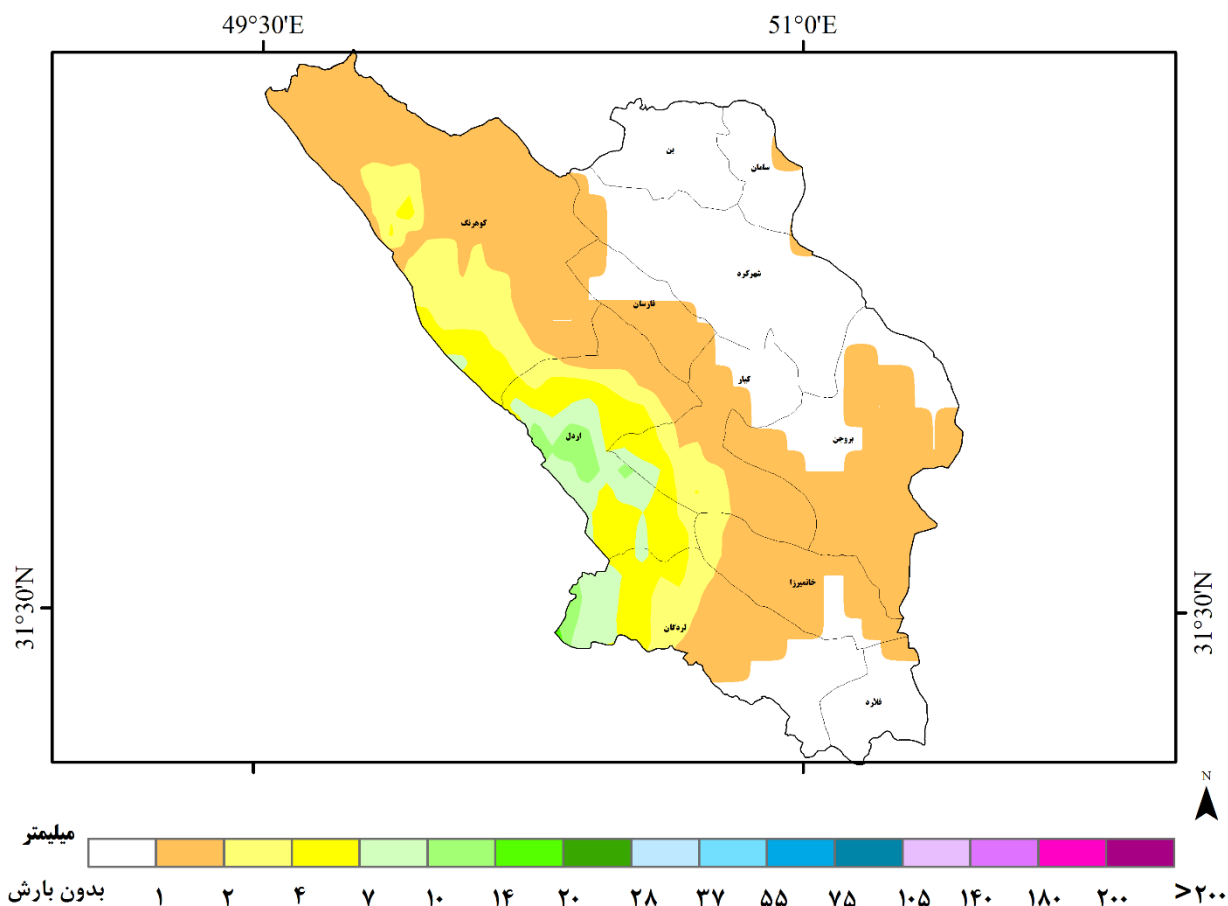 49°30'E 51°0'E
بن
سامان
کوهرنگ
شهرکرد
فارسان
کیار
اردل
بروجن
خانمیرزا
31°30'N 31°30'N
لردگان
فلارد
N
میلیمتر
بدون بارش ۱ ۲ ۴ ۷ ۱۰ ۱۴ ۲۰ ۲۸ ۳۷ ۵۵ ۷۵ ۱۰۵ ۱۴۰ ۱۸۰ ۲۰۰ >۲۰۰